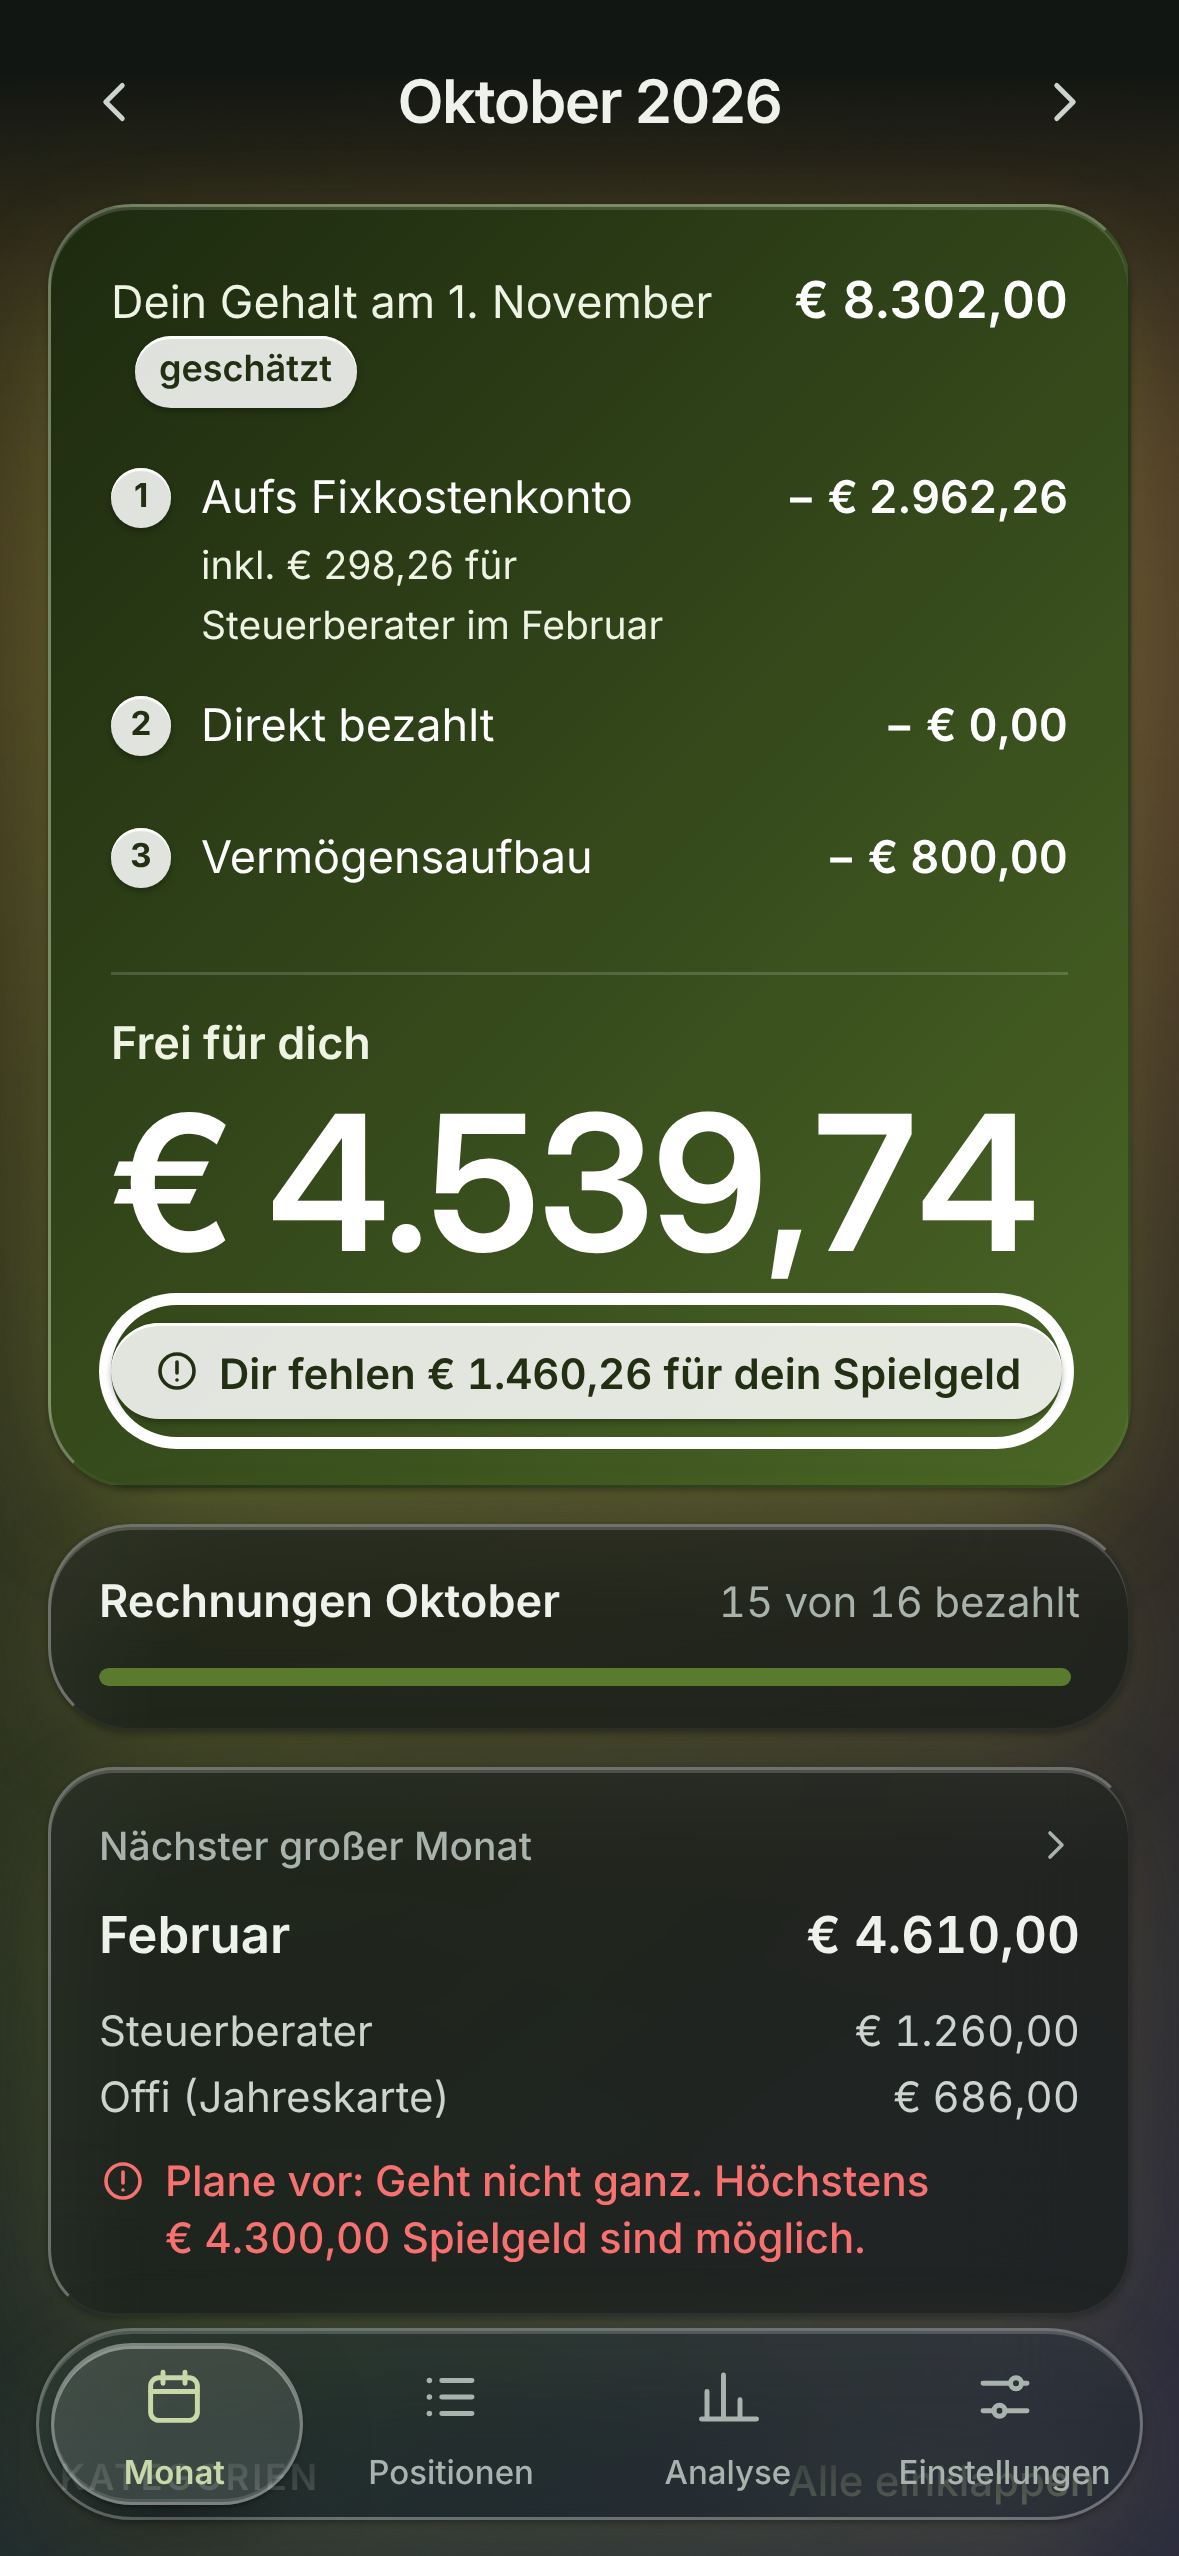 Oktober 2026
Dein Gehalt am 1. November € 8.302,00
geschätzt
1 Aufs Fixkostenkonto – € 2.962,26
inkl. € 298,26 für
Steuerberater im Februar
2 Direkt bezahlt – € 0,00
3 Vermögensaufbau – € 800,00
Frei für dich
€ 4.539,74
Dir fehlen € 1.460,26 für dein Spielgeld
Rechnungen Oktober 15 von 16 bezahlt
Nächster großer Monat
Februar € 4.610,00
Steuerberater € 1.260,00
Offi (Jahreskarte) € 686,00
Plane vor: Geht nicht ganz. Höchstens
€ 4.300,00 Spielgeld sind möglich.
KATEGORIEN Alle einklappen
Monat Positionen Analyse Einstellungen